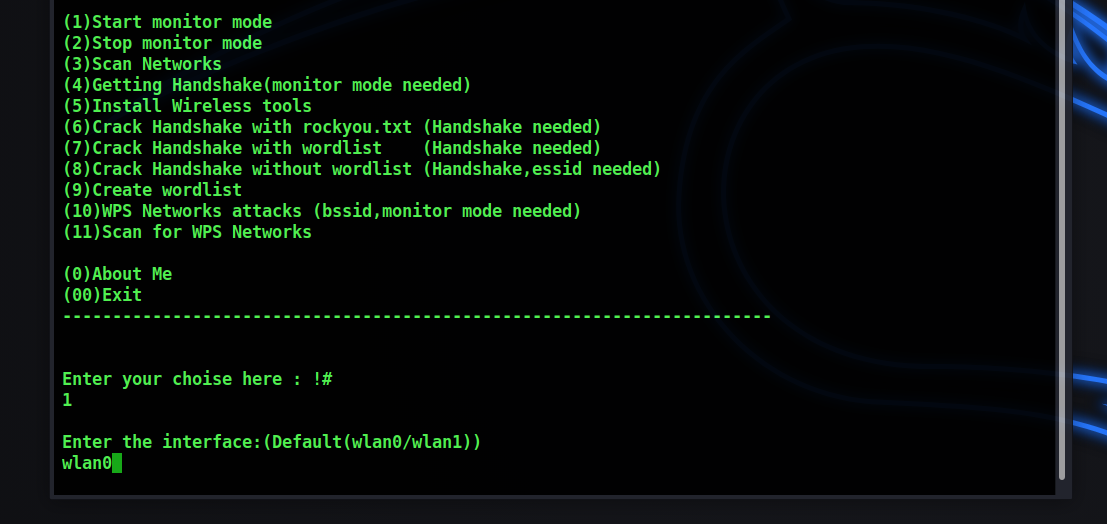 (1)Start monitor mode
(2)Stop monitor mode
(3)Scan Networks
(4)Getting Handshake(monitor mode needed)
(5)Install Wireless tools
(6)Crack Handshake with rockyou.txt (Handshake needed)
(7)Crack Handshake with wordlist    (Handshake needed)
(8)Crack Handshake without wordlist (Handshake,essid needed)
(9)Create wordlist
(10)WPS Networks attacks (bssid,monitor mode needed)
(11)Scan for WPS Networks
(0)About Me
(00)Exit
-----------------------------------------------------------------------
Enter your choise here : !#
1
Enter the interface:(Default(wlan0/wlan1))
wlan0